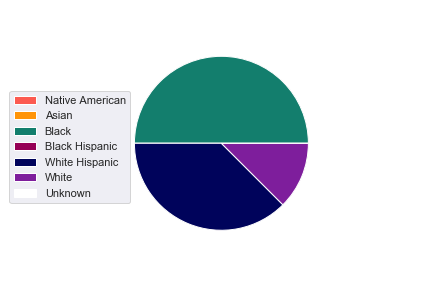 Native American
Asian
Black
Black Hispanic
White Hispanic
White
Unknown